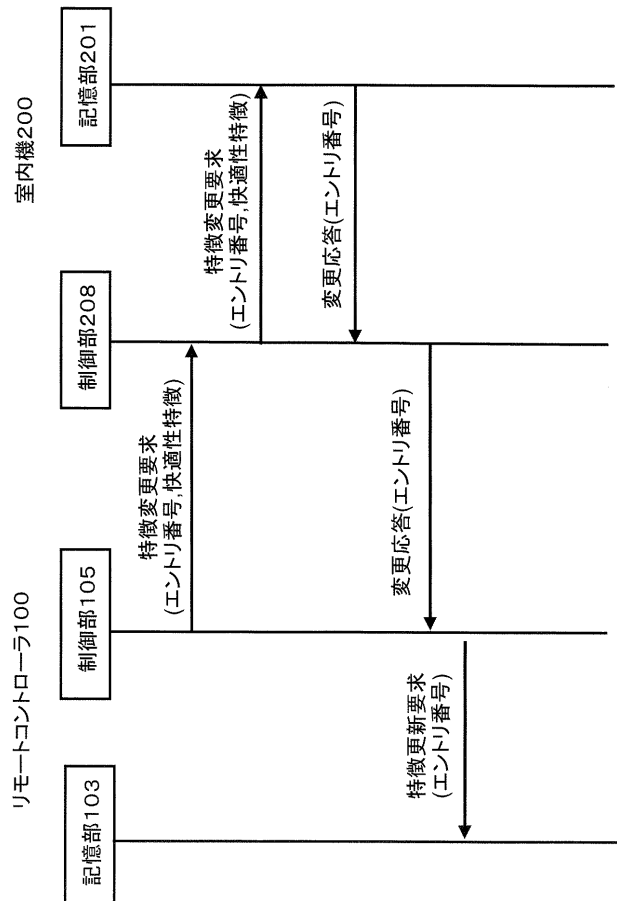 リモートコントローラ100
室内機200
記憶部103
制御部105
制御部208
記憶部201
特徴変更要求
(エントリ番号,快適性特徴)
特徴変更要求
(エントリ番号,快適性特徴)
変更応答(エントリ番号)
変更応答(エントリ番号)
特徴更新要求
(エントリ番号)